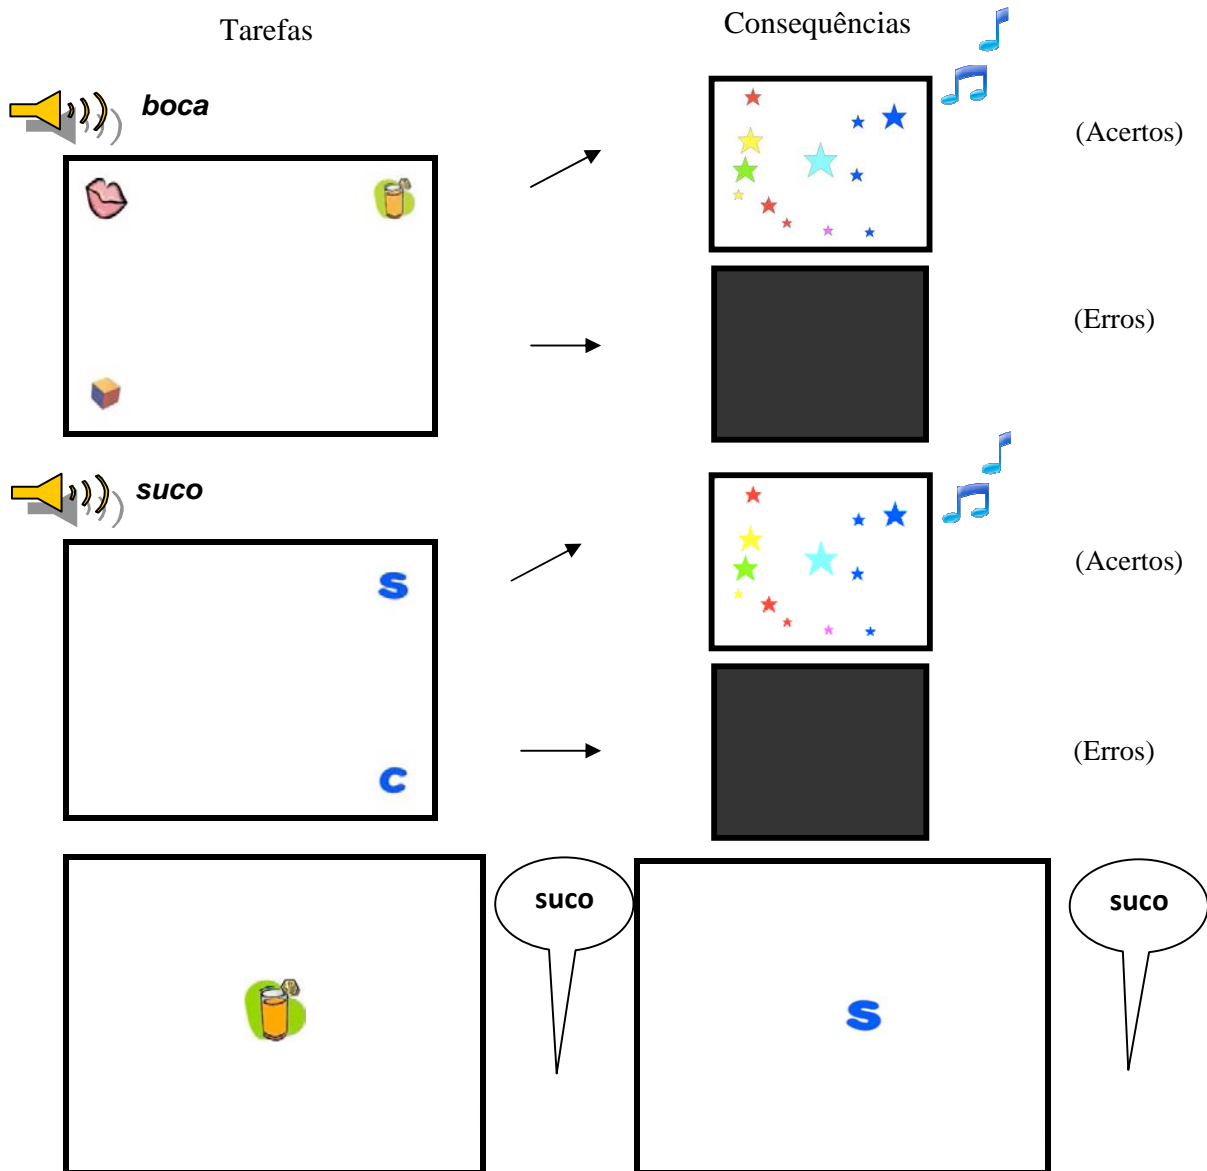 Tarefas
Consequências
boca
(Acertos)
(Erros)
suco
s
(Acertos)
c
(Erros)
suco
suco
s